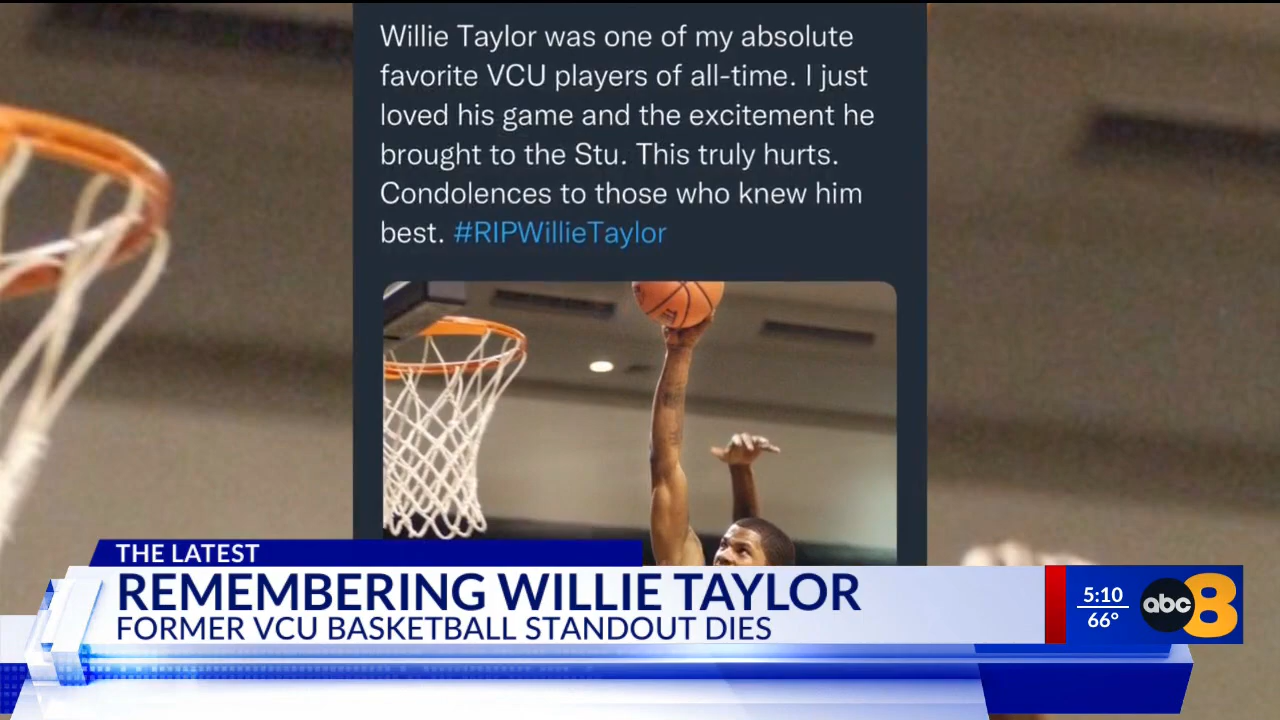 Willie Taylor was one of my absolute
favorite VCU players of all-time. I just
loved his game and the excitement he
brought to the Stu. This truly hurts.
Condolences to those who knew him
best. #RIPWillieTaylor
THE LATEST
REMEMBERING WILLIE TAYLOR
FORMER VCU BASKETBALL STANDOUT DIES
5:10
66°
abc 8